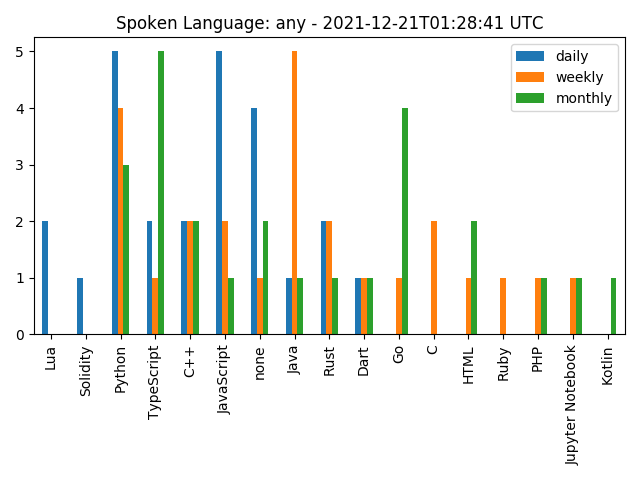 Spoken Language: any - 2021-12-21T01:28:41 UTC
daily
weekly
monthly
5
4
3
2
1
0
Lua
Solidity
Python
TypeScript
C++
JavaScript
none
Java
Rust
Dart
Go
C
HTML
Ruby
PHP
Jupyter Notebook
Kotlin